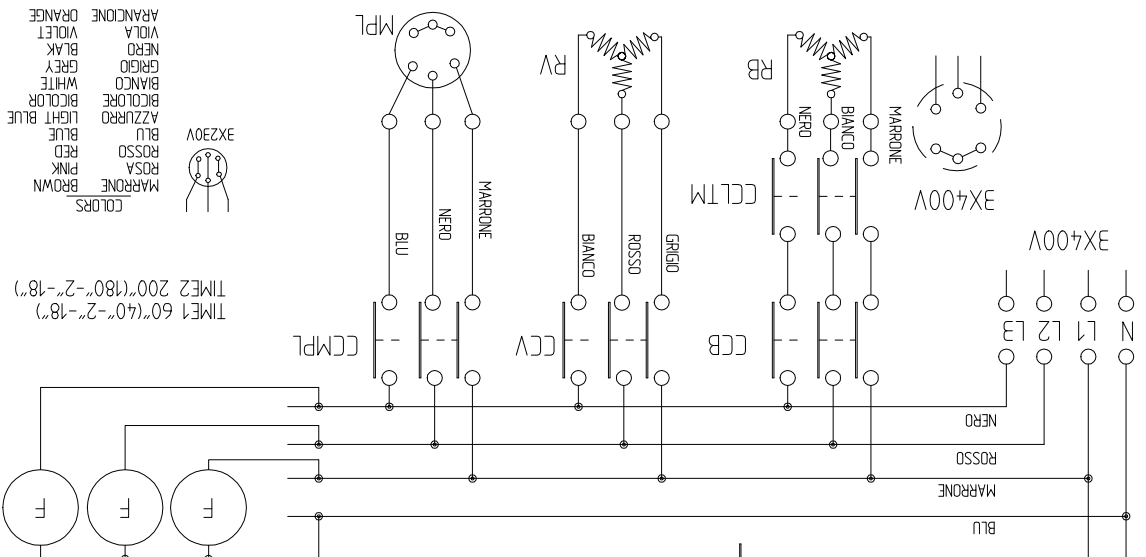 BLU
MARRONE
ROSSO
NERO
F F F
N L1 L2 L3
3X400V
CCB
CCV
CCMPL
TIME1 60"(40"-2"-18")
TIME2 200"(180"-2"-18")
GRIGIO
ROSSO
BIANCO
MARRONE
NERO
BLU
3X400V
CCLTM
MARRONE
BIANCO
NERO
RB
RV
MPL
3X230V
COLORS
MARRONE BROWN
ROSA PINK
ROSSO RED
BLU BLUE
AZZURRO LIGHT BLUE
BICOLORE BICOLOR
BIANCO WHITE
GRIGIO GREY
NERO BLAK
VIOLA VIOLET
ARANCIONE ORANGE